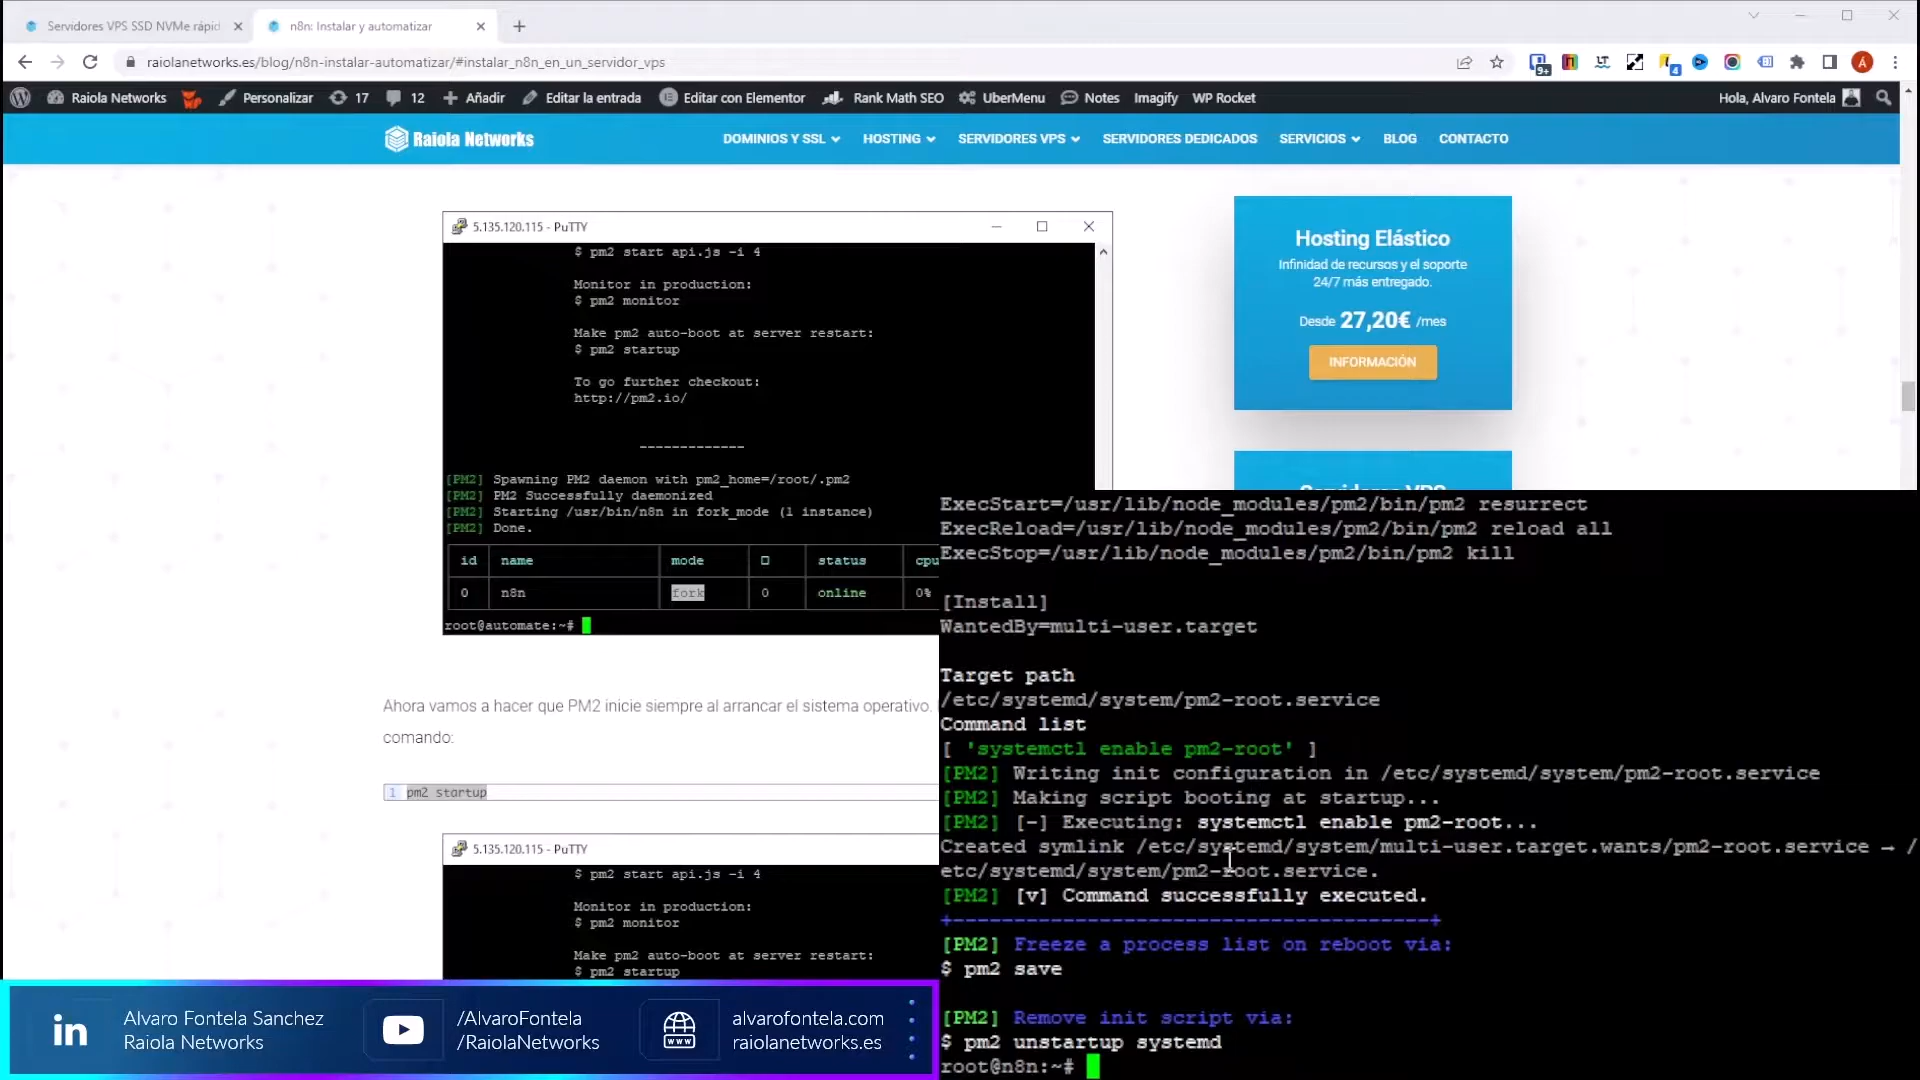 Servidores VPS SSD NVMe rápid
n8n: Instalar y automatizar
raiolanetworks.es/blog/n8n-instalar-automatizar/#instalar_n8n_en_un_servidor_vps
9+
LT
4
A
Raiola Networks
Personalizar
17
12
Añadir
Editar la entrada
Editar con Elementor
Rank Math SEO
UberMenu
Notes
Imagify
WP Rocket
Hola, Alvaro Fontela
Raiola Networks
DOMINIOS Y SSL
HOSTING
SERVIDORES VPS
SERVIDORES DEDICADOS
SERVICIOS
BLOG
CONTACTO
5.135.120.115 - PuTTY
$ pm2 start api.js -i 4
Monitor in production:
$ pm2 monitor
Make pm2 auto-boot at server restart:
$ pm2 startup
To go further checkout:
http://pm2.io/
-------------
[PM2] Spawning PM2 daemon with pm2_home=/root/.pm2
[PM2] PM2 Successfully daemonized
[PM2] Starting /usr/bin/n8n in fork_mode (1 instance)
[PM2] Done.
id name mode status cpu
0 n8n fork 0 online 0%
root@automate:~#
Hosting Elástico
Infinidad de recursos y el soporte
24/7 más entregado.
Desde 27,20€ /mes
INFORMACIÓN
Ahora vamos a hacer que PM2 inicie siempre al arrancar el sistema operativo.
comando:
1 pm2 startup
5.135.120.115 - PuTTY
$ pm2 start api.js -i 4
Monitor in production:
$ pm2 monitor
Make pm2 auto-boot at server restart:
$ pm2 startup
ExecStart=/usr/lib/node_modules/pm2/bin/pm2 resurrect
ExecReload=/usr/lib/node_modules/pm2/bin/pm2 reload all
ExecStop=/usr/lib/node_modules/pm2/bin/pm2 kill
[Install]
WantedBy=multi-user.target
Target path
/etc/systemd/system/pm2-root.service
Command list
[ 'systemctl enable pm2-root' ]
[PM2] Writing init configuration in /etc/systemd/system/pm2-root.service
[PM2] Making script booting at startup...
[PM2] [-] Executing: systemctl enable pm2-root...
Created symlink /etc/systemd/system/multi-user.target.wants/pm2-root.service → /
etc/systemd/system/pm2-root.service.
[PM2] [v] Command successfully executed.
+---------------------------------------+
[PM2] Freeze a process list on reboot via:
$ pm2 save
[PM2] Remove init script via:
$ pm2 unstartup systemd
root@n8n:~#
in
Alvaro Fontela Sanchez
Raiola Networks
/AlvaroFontela
/RaiolaNetworks
www
alvarofontela.com
raiolanetworks.es